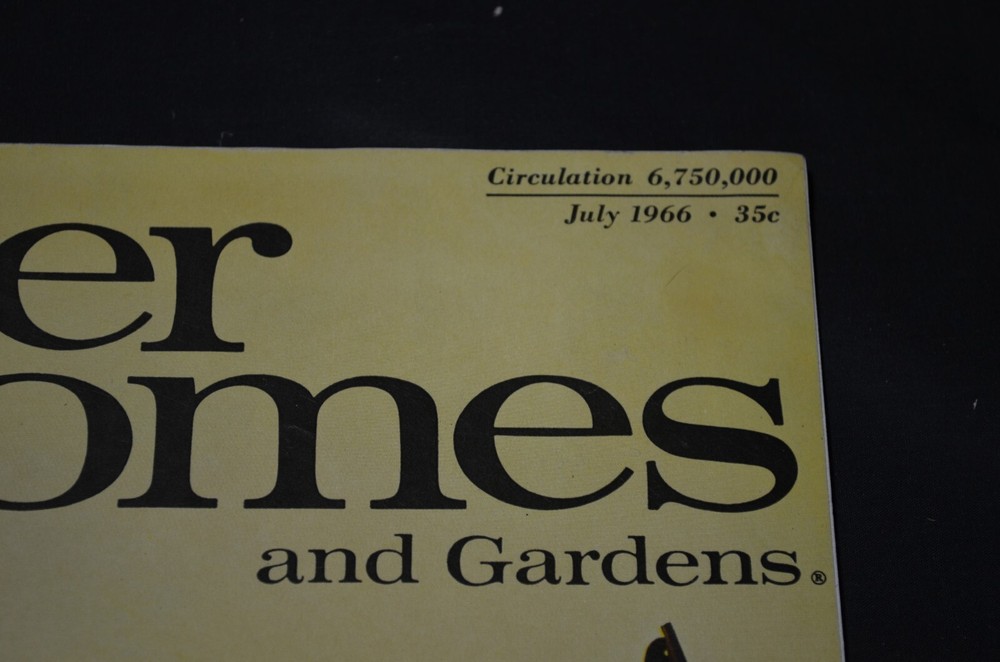 Circulation 6,750,000
July 1966 • 35c
er
omes
and Gardens®